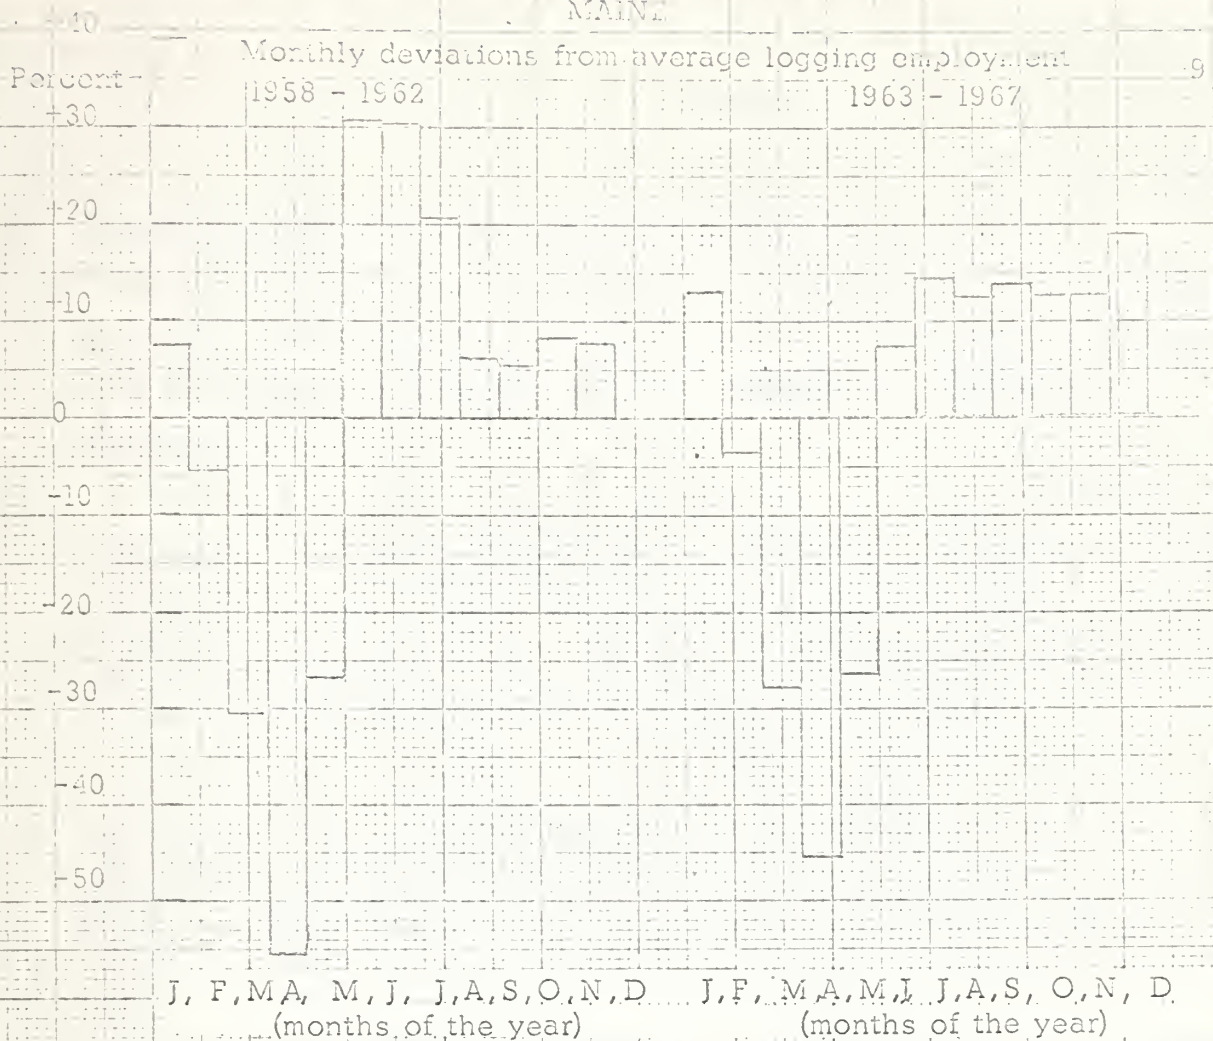 MAINE
+40
Monthly deviations from average logging employment
Percent
9
1958 - 1962
1963 - 1967
+30
+20
+10
0
-10
-20
-30
-40
-50
J, F, M A, M, J, J, A, S, O, N, D J, F, M A, M, J J, A, S, O, N, D
(months of the year) (months of the year)